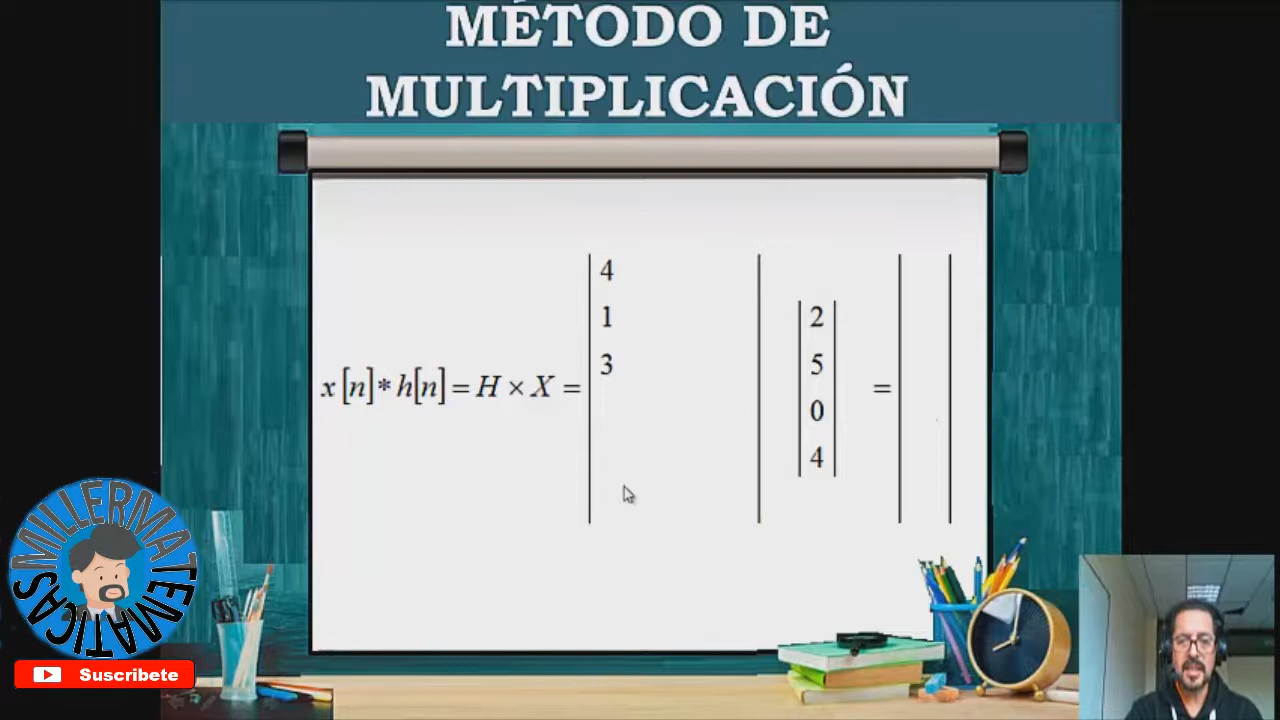 MÉTODO DE
MULTIPLICACIÓN
4
1
3
x[n]*h[n]=H×X=
2
5
0
4
=
MILLERMATEMATICAS
Suscribete